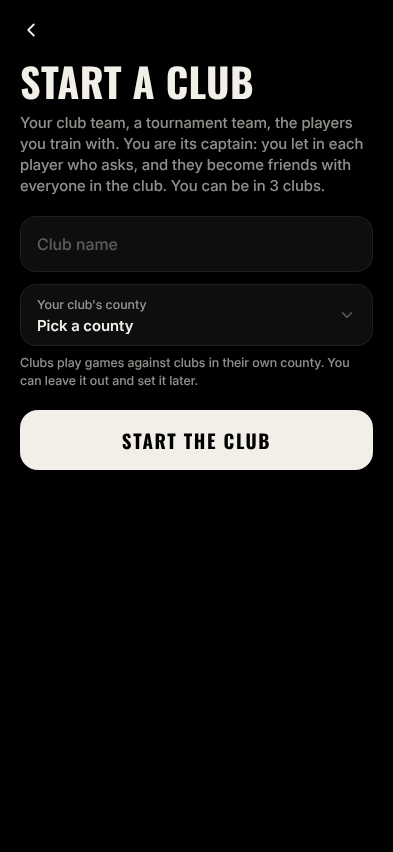 START A CLUB
Your club team, a tournament team, the players
you train with. You are its captain: you let in each
player who asks, and they become friends with
everyone in the club. You can be in 3 clubs.
Club name
Your club's county
Pick a county
Clubs play games against clubs in their own county. You
can leave it out and set it later.
START THE CLUB